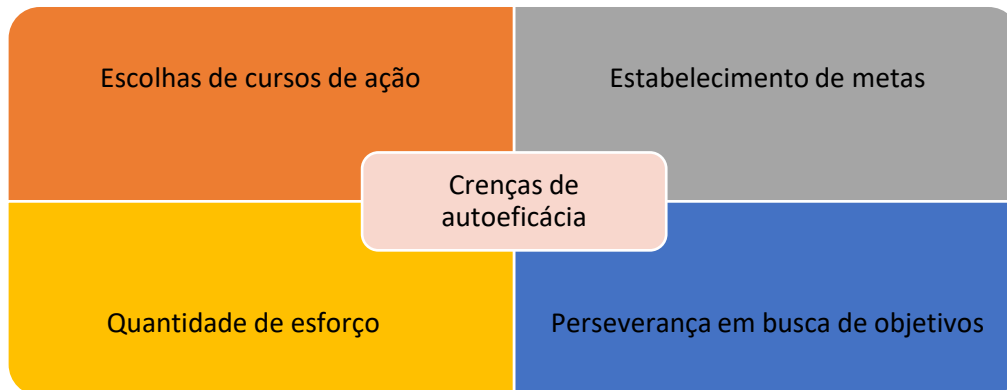 Escolhas de cursos de ação
Estabelecimento de metas
Crenças de
autoeficácia
Quantidade de esforço
Perseverança em busca de objetivos